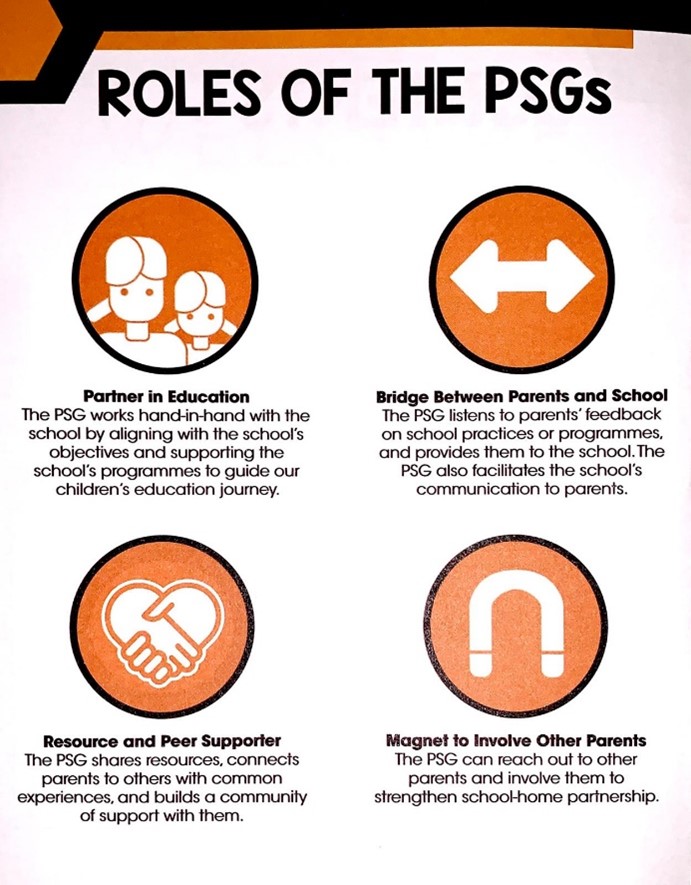 ROLES OF THE PSGs
Partner in Education
The PSG works hand-in-hand with the
school by aligning with the school's
objectives and supporting the
school's programmes to guide our
children's education journey.
Bridge Between Parents and School
The PSG listens to parents' feedback
on school practices or programmes,
and provides them to the school. The
PSG also facilitates the school's
communication to parents.
Resource and Peer Supporter
The PSG shares resources, connects
parents to others with common
experiences, and builds a community
of support with them.
Magnet to Involve Other Parents
The PSG can reach out to other
parents and involve them to
strengthen school-home partnership.